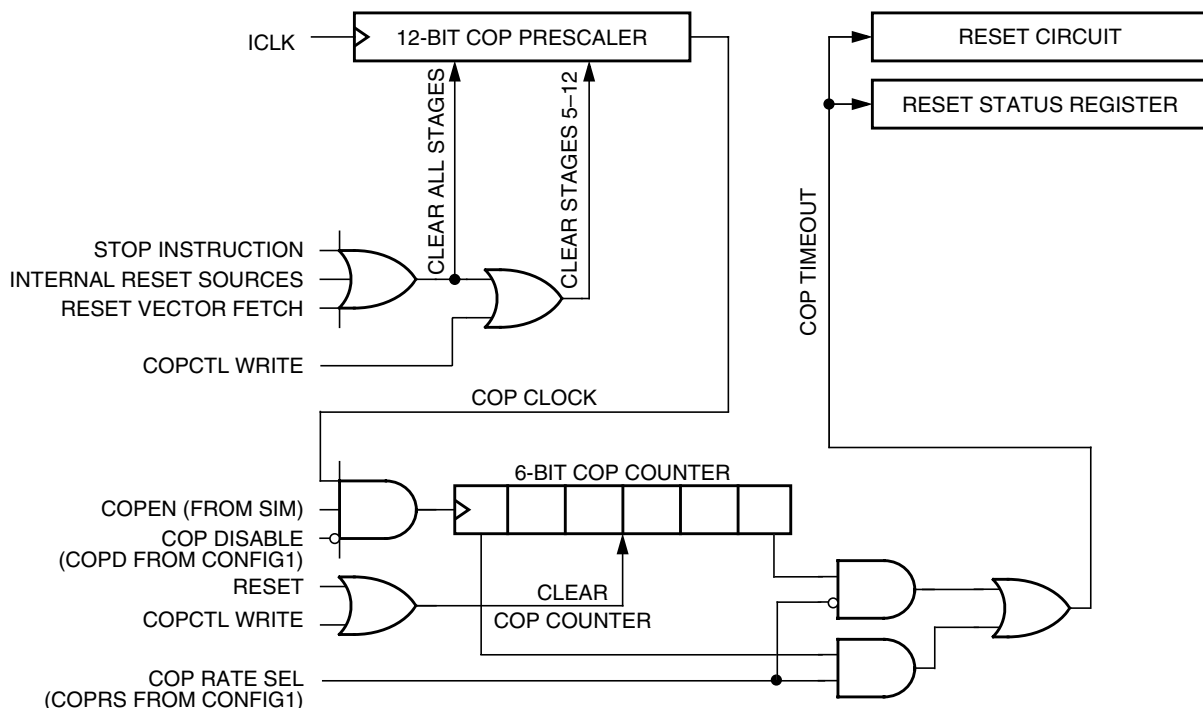 ICLK
12-BIT COP PRESCALER
RESET CIRCUIT
RESET STATUS REGISTER
CLEAR ALL STAGES
CLEAR STAGES 5–12
STOP INSTRUCTION
INTERNAL RESET SOURCES
RESET VECTOR FETCH
COPCTL WRITE
COP TIMEOUT
COP CLOCK
6-BIT COP COUNTER
COPEN (FROM SIM)
COP DISABLE
(COPD FROM CONFIG1)
RESET
COPCTL WRITE
CLEAR
COP COUNTER
COP RATE SEL
(COPRS FROM CONFIG1)